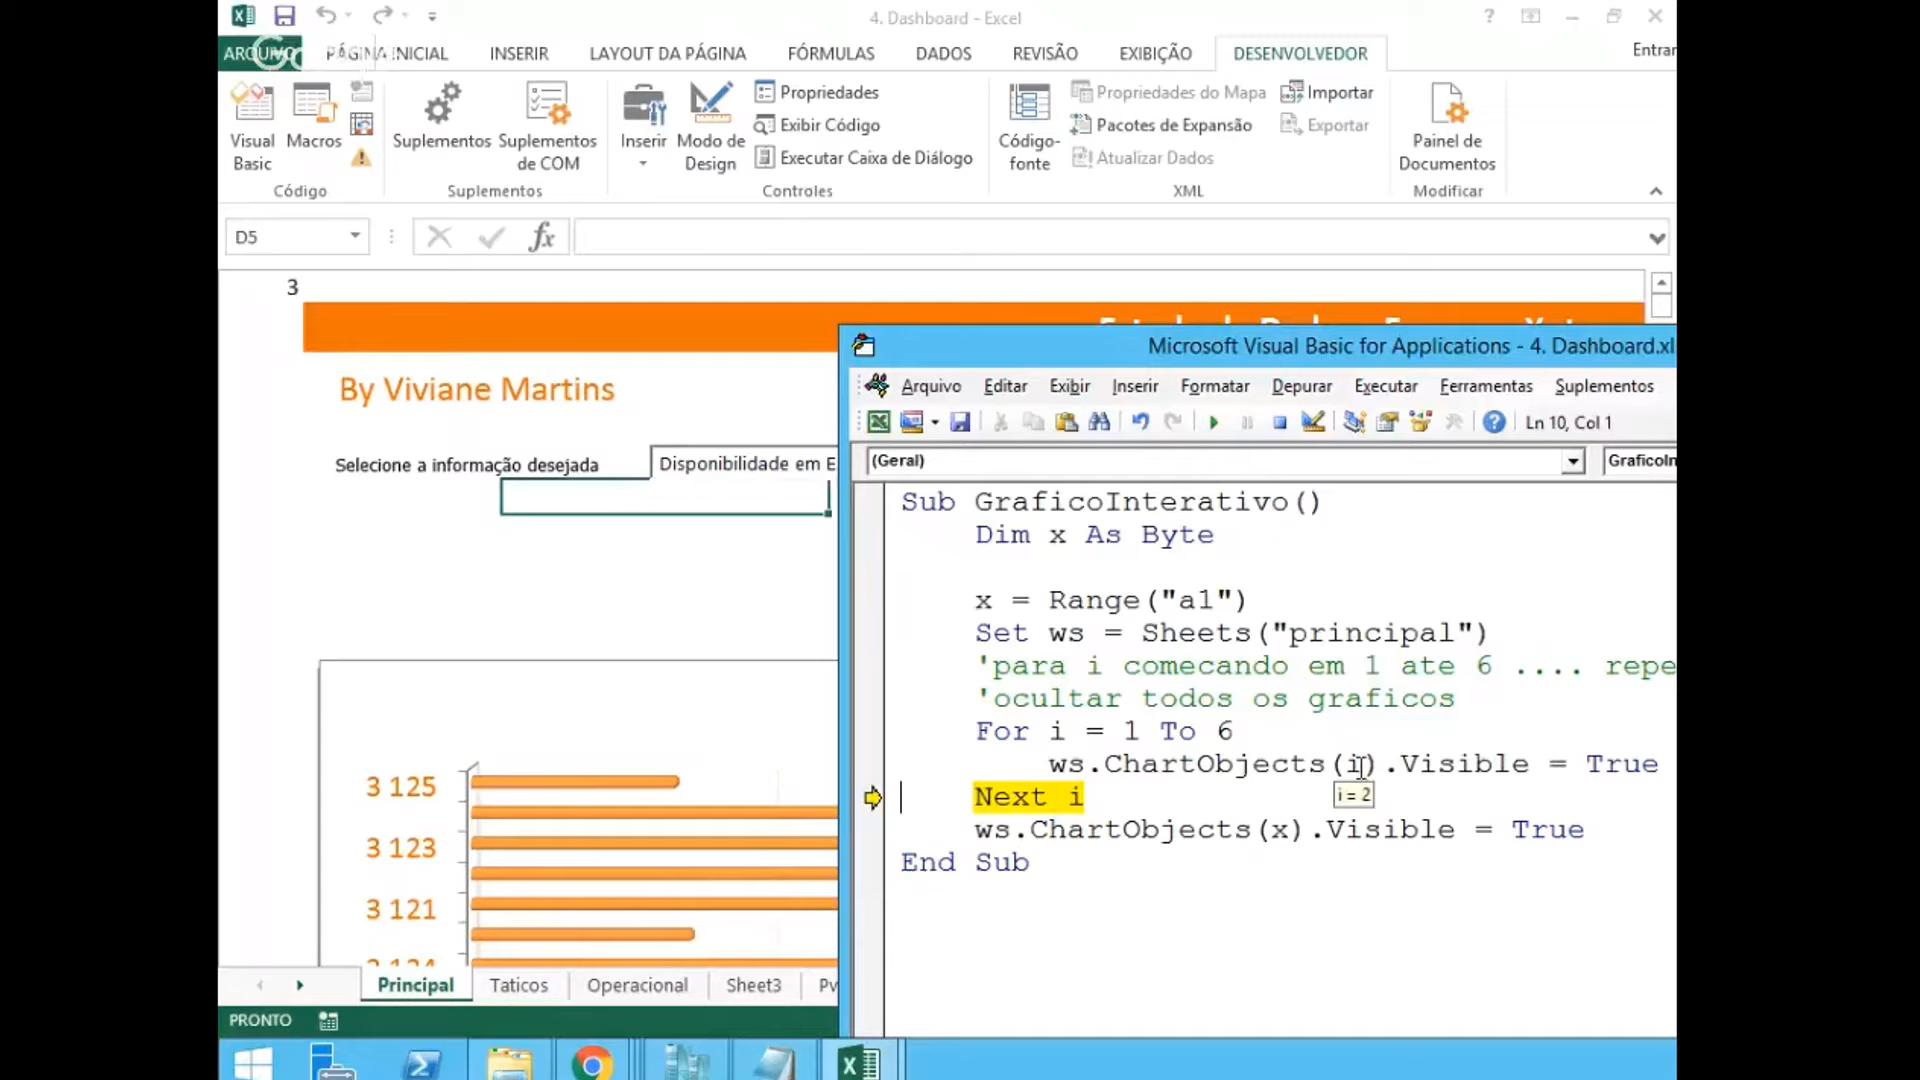 4. Dashboard - Excel
ARQUIVO PÁGINA INICIAL INSERIR LAYOUT DA PÁGINA FÓRMULAS DADOS REVISÃO EXIBIÇÃO DESENVOLVEDOR Entrar
Visual Basic
Macros
Suplementos
Suplementos de COM
Inserir
Modo de Design
Propriedades
Exibir Código
Executar Caixa de Diálogo
Código-fonte
Propriedades do Mapa
Pacotes de Expansão
Atualizar Dados
Importar
Exportar
Painel de Documentos
Código Suplementos Controles XML Modificar
D5
fx
3
By Viviane Martins
Selecione a informação desejada Disponibilidade em E
Microsoft Visual Basic for Applications - 4. Dashboard.xl
Arquivo Editar Exibir Inserir Formatar Depurar Executar Ferramentas Suplementos
Ln 10, Col 1
(Geral) GraficoIn
Sub GraficoInterativo()
Dim x As Byte
x = Range("a1")
Set ws = Sheets("principal")
'para i comecando em 1 ate 6 .... repe
'ocultar todos os graficos
For i = 1 To 6
ws.ChartObjects(i).Visible = True
Next i
i = 2
ws.ChartObjects(x).Visible = True
End Sub
3 125
3 123
3 121
Principal Taticos Operacional Sheet3 Pv
PRONTO